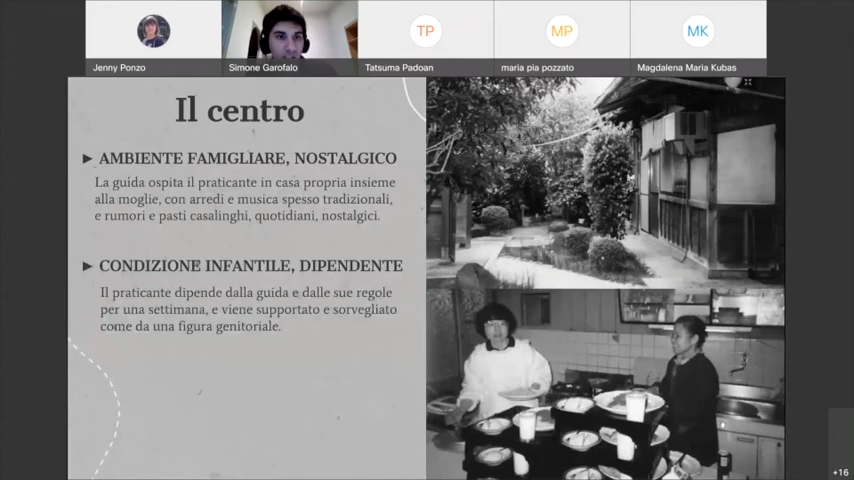 TP
MP
MK
Jenny Ponzo
Simone Garofalo
Tatsuma Padoan
maria pia pozzato
Magdalena Maria Kubas
Il centro
► AMBIENTE FAMIGLIARE, NOSTALGICO
La guida ospita il praticante in casa propria insieme
alla moglie, con arredi e musica spesso tradizionali,
e rumori e pasti casalinghi, quotidiani, nostalgici.
► CONDIZIONE INFANTILE, DIPENDENTE
Il praticante dipende dalla guida e dalle sue regole
per una settimana, e viene supportato e sorvegliato
come da una figura genitoriale.
+16